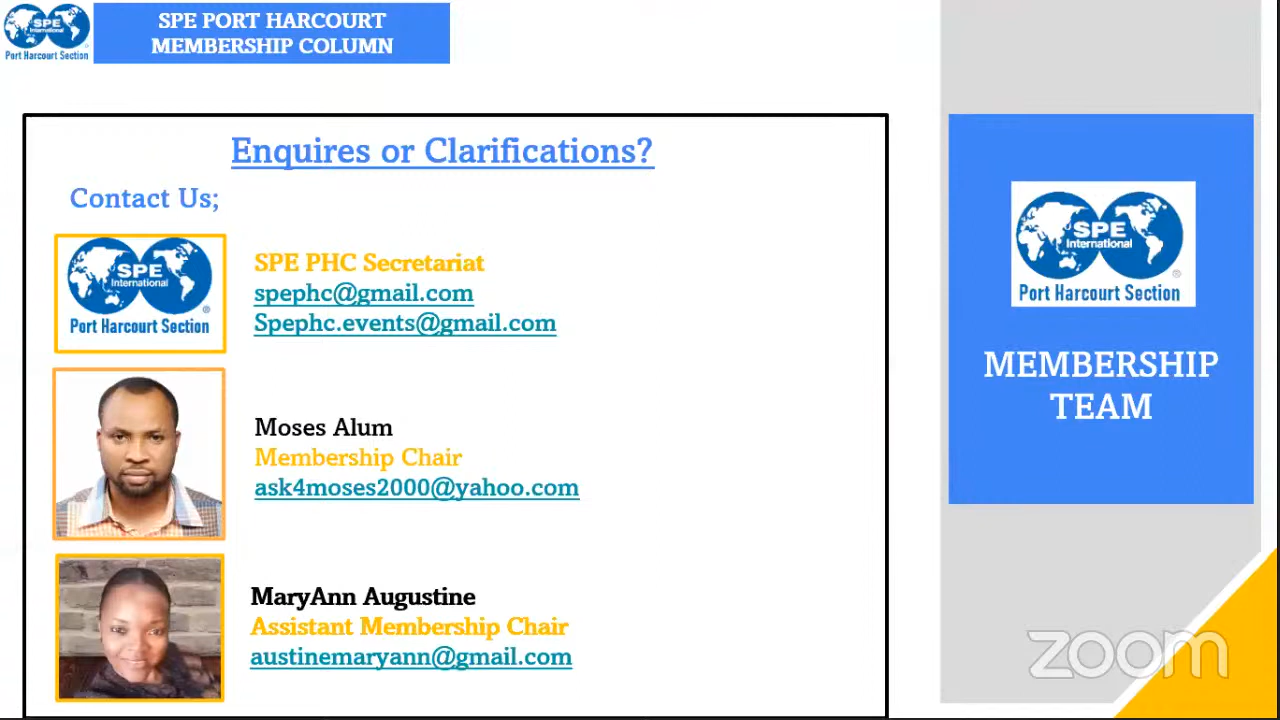 SPE
International
Port Harcourt Section
SPE PORT HARCOURT
MEMBERSHIP COLUMN
Enquires or Clarifications?
Contact Us;
SPE
International
Port Harcourt Section
SPE PHC Secretariat
spephc@gmail.com
Spephc.events@gmail.com
Moses Alum
Membership Chair
ask4moses2000@yahoo.com
MaryAnn Augustine
Assistant Membership Chair
austinemaryann@gmail.com
SPE
International
®
Port Harcourt Section
MEMBERSHIP
TEAM
zoom